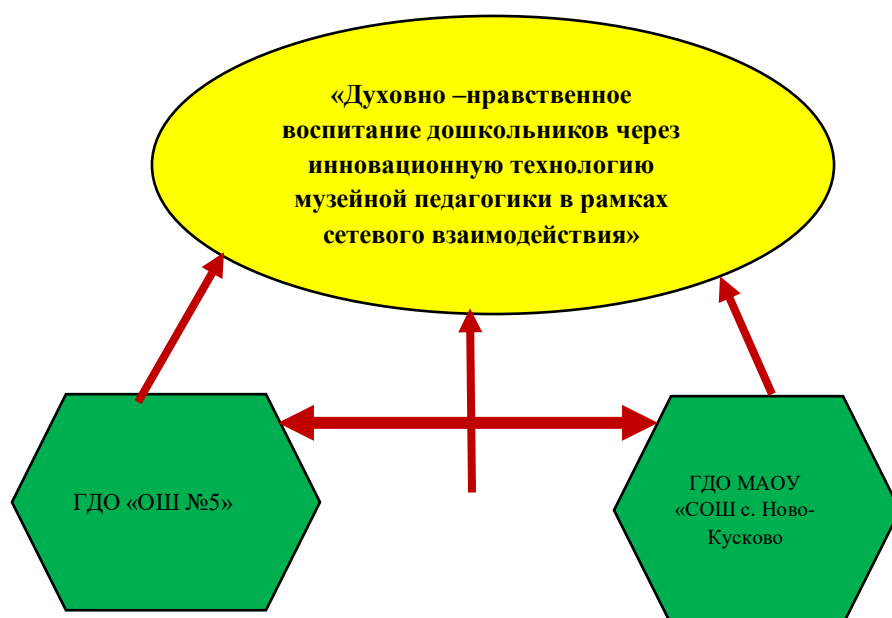 «Духовно –нравственное
воспитание дошкольников через
инновационную технологию
музейной педагогики в рамках
сетевого взаимодействия»
ГДО «ОШ №5»
ГДО МАОУ
«СОШ с. Ново-
Кусково